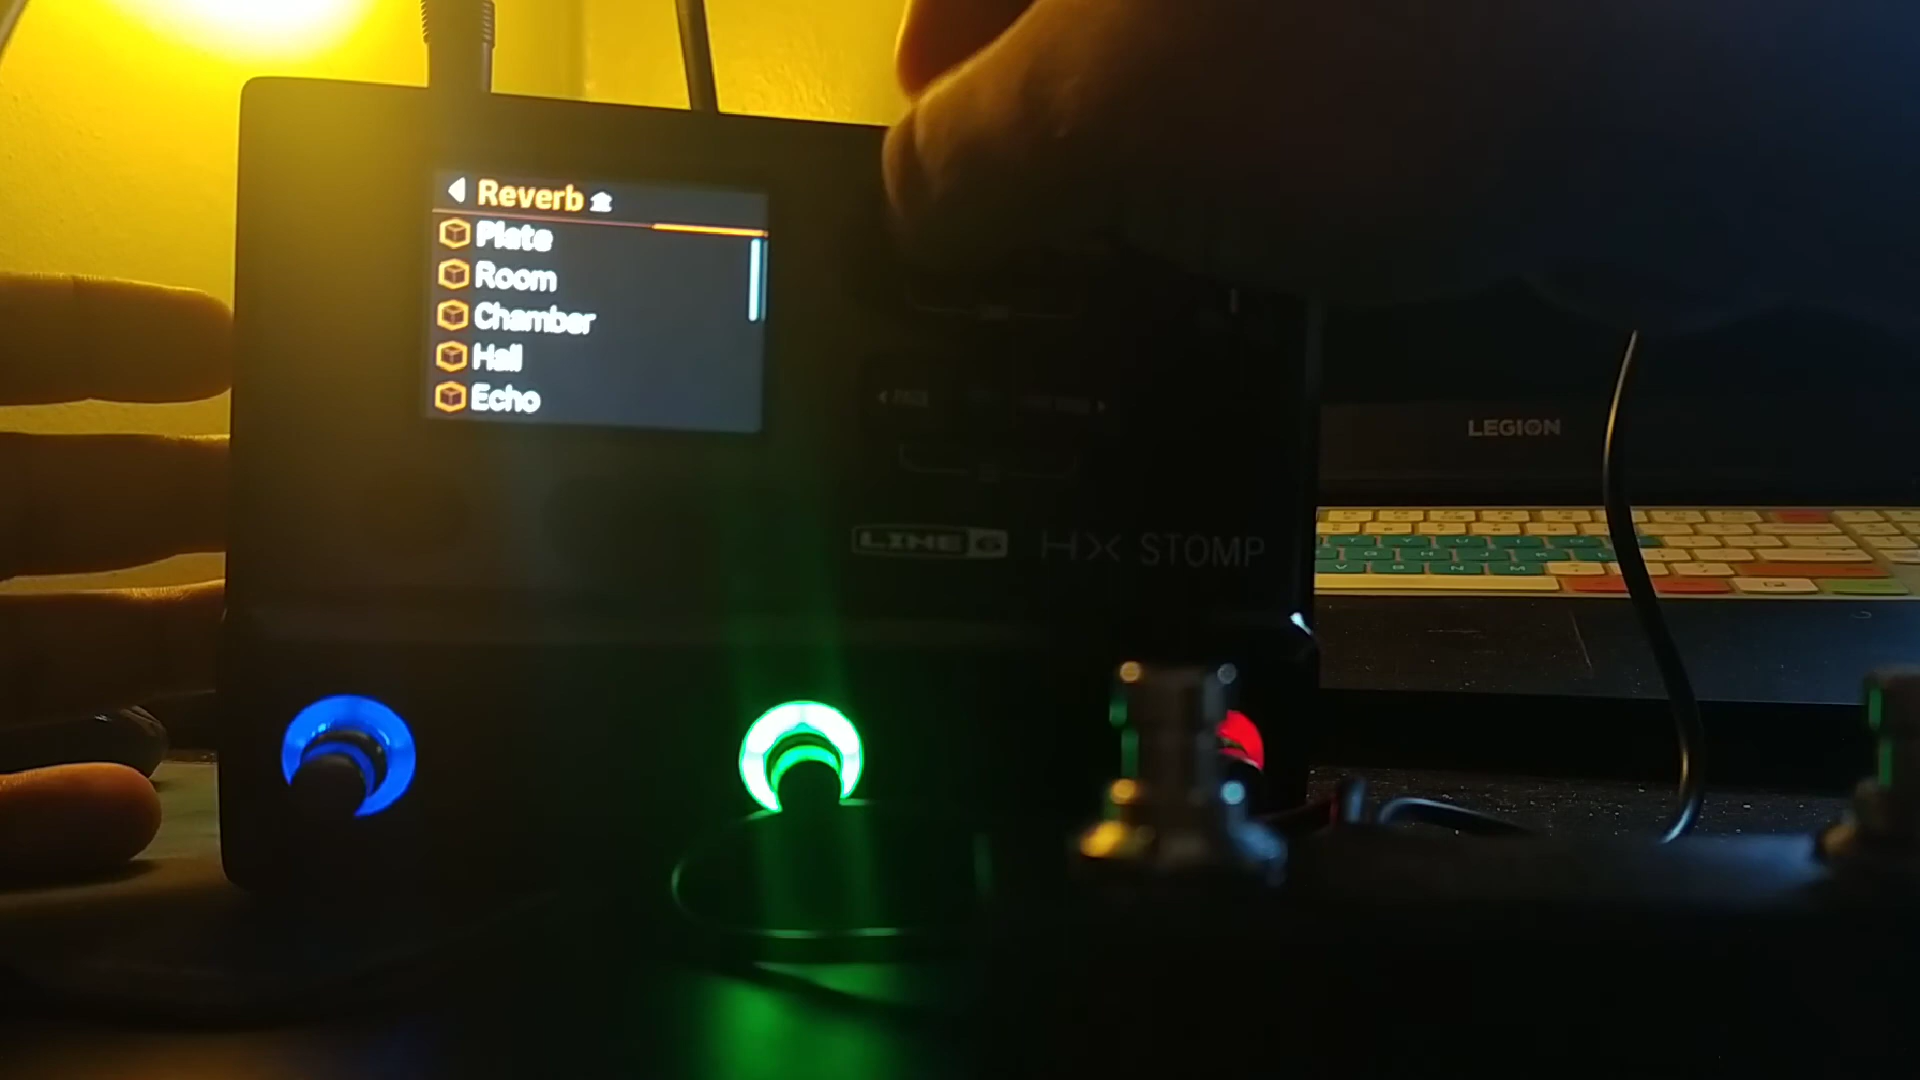 Reverb
Plate
Room
Chamber
Hall
Echo
LINE 6 HX STOMP
LEGION